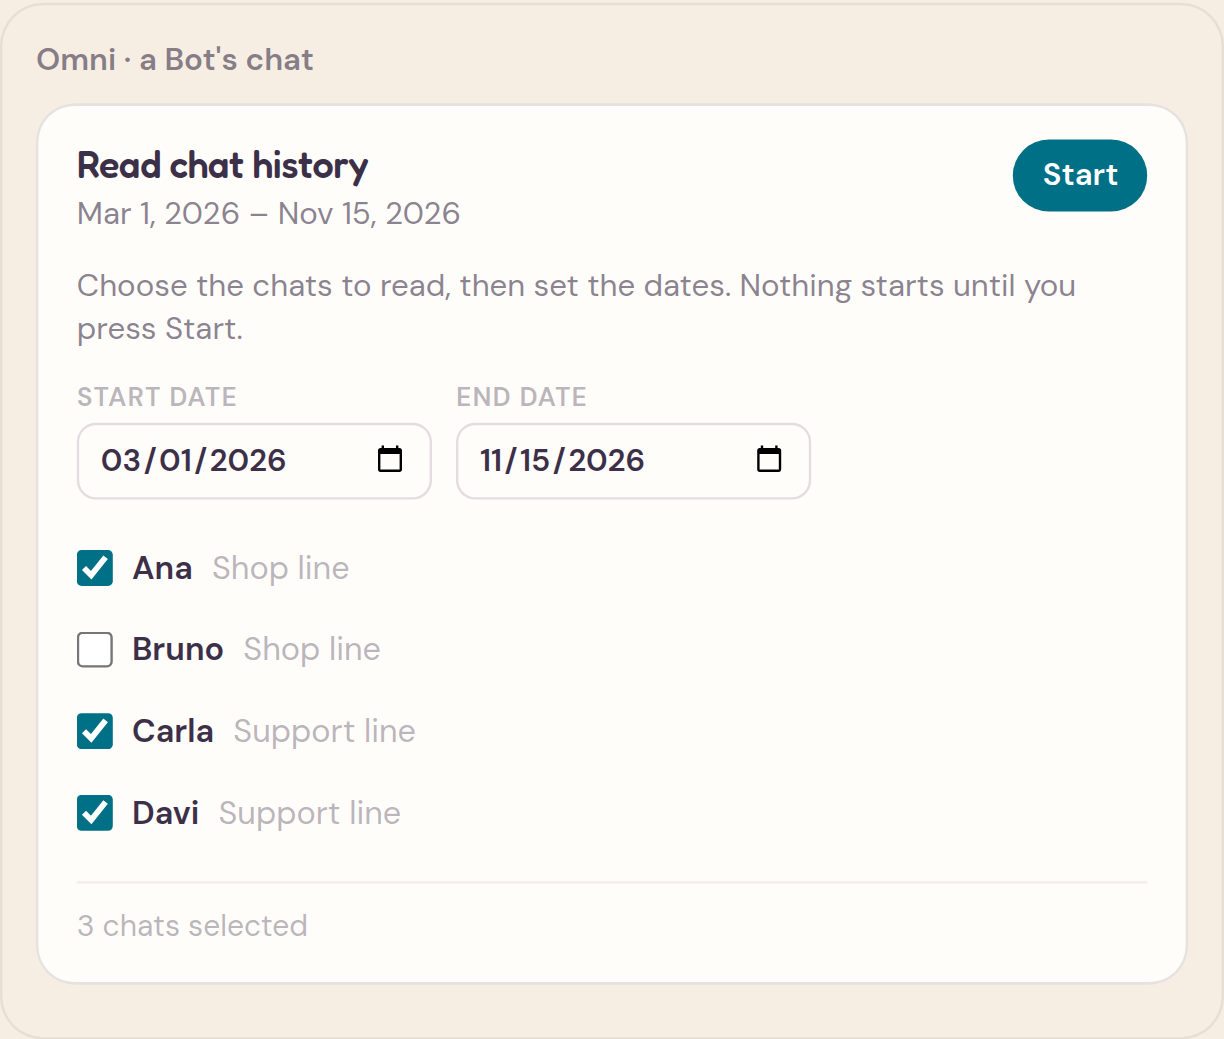 Omni · a Bot's chat
Read chat history
Start
Mar 1, 2026 – Nov 15, 2026
Choose the chats to read, then set the dates. Nothing starts until you
press Start.
START DATE
END DATE
03/01/2026
11/15/2026
Ana Shop line
Bruno Shop line
Carla Support line
Davi Support line
3 chats selected